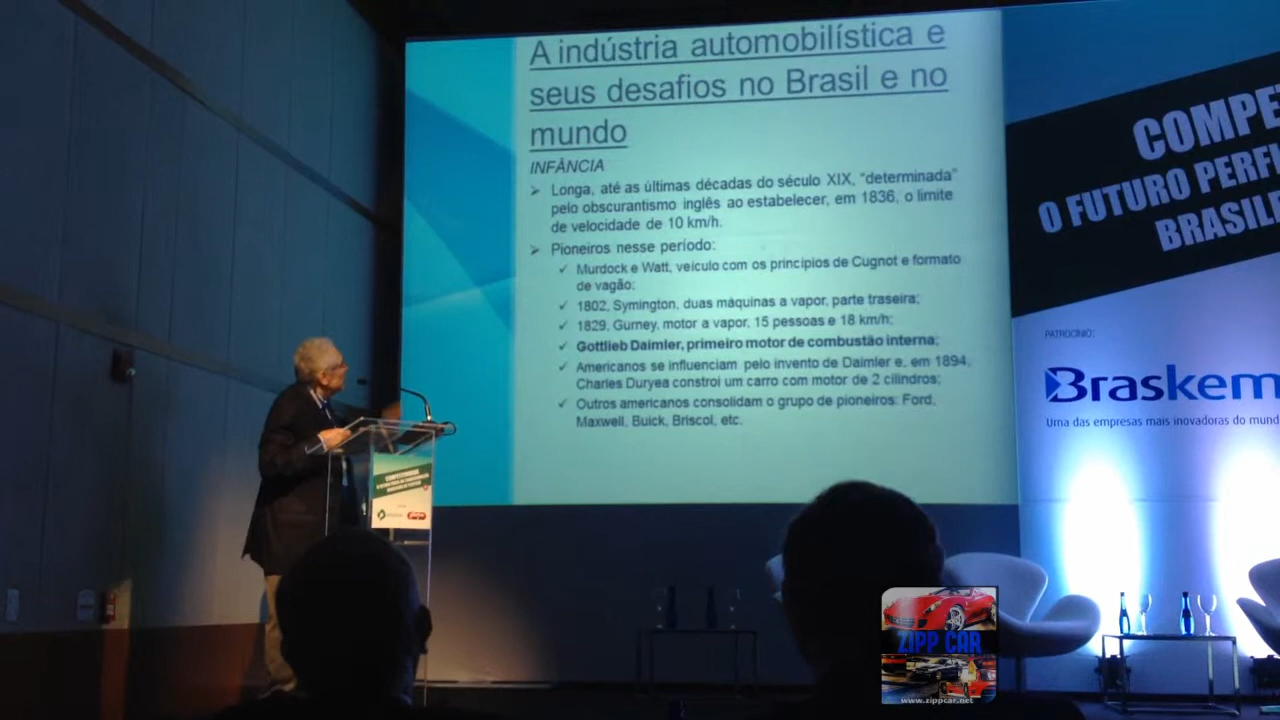 A indústria automobilística e
seus desafios no Brasil e no
mundo
INFÂNCIA
Longa, até as últimas décadas do século XIX, “determinada”
pelo obscurantismo inglês ao estabelecer, em 1836, o limite
de velocidade de 10 km/h.
Pioneiros nesse período:
Murdock e Watt, veículo com os princípios de Cugnot e formato
de vagão;
1802, Symington, duas máquinas a vapor, parte traseira;
1829, Gurney, motor a vapor, 15 pessoas e 18 km/h;
Gottlieb Daimler, primeiro motor de combustão interna;
Americanos se influenciam pelo invento de Daimler e, em 1894,
Charles Duryea constroi um carro com motor de 2 cilindros;
Outros americanos consolidam o grupo de pioneiros: Ford,
Maxwell, Buick, Briscol, etc.
COMPE
O FUTURO PERF
BRASILE
PATROCÍNIO:
Braskem
Uma das empresas mais inovadoras do mund
ZIPP CAR
www.zippcar.net